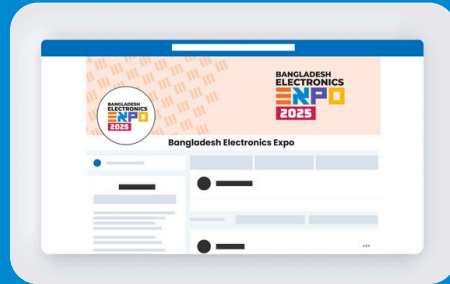 BANGLADESH
ELECTRONICS
EXPO
2025
BANGLADESH
ELECTRONICS
EXPO
2025
Bangladesh Electronics Expo